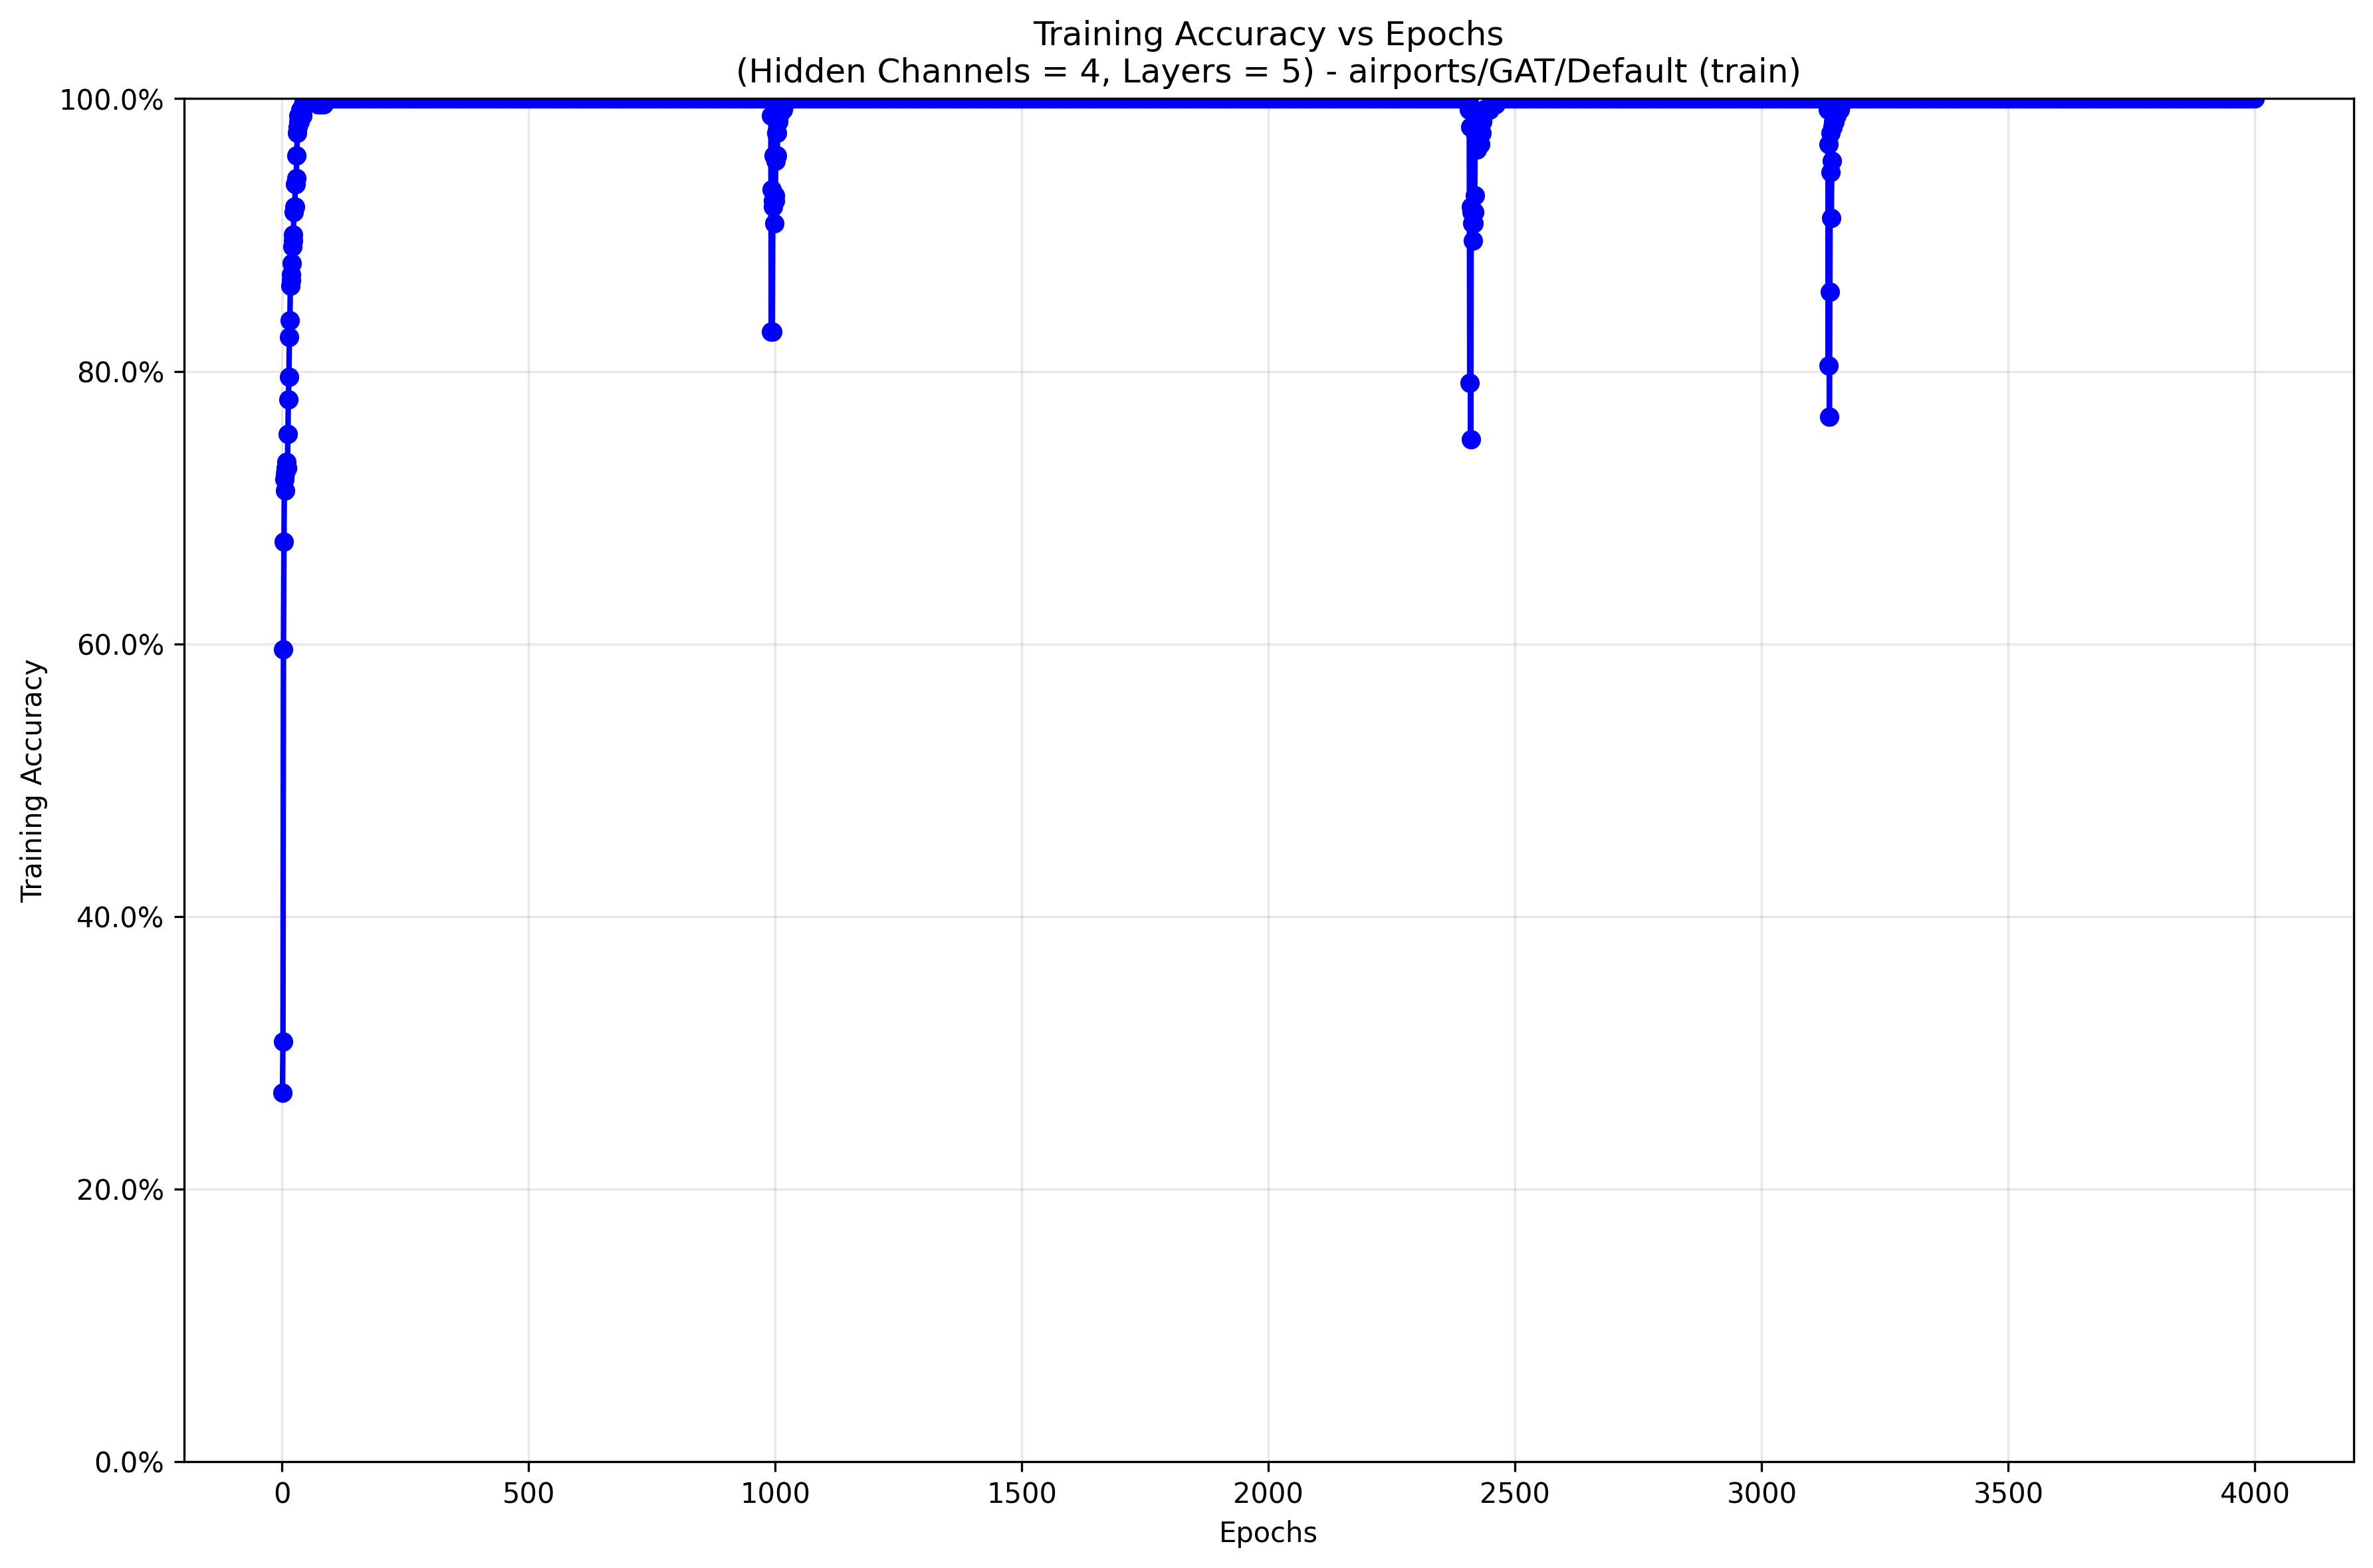 Training Accuracy vs Epochs
(Hidden Channels = 4, Layers = 5) - airports/GAT/Default (train)
100.0%
80.0%
60.0%
40.0%
20.0%
0.0%
Training Accuracy
0 500 1000 1500 2000 2500 3000 3500 4000
Epochs